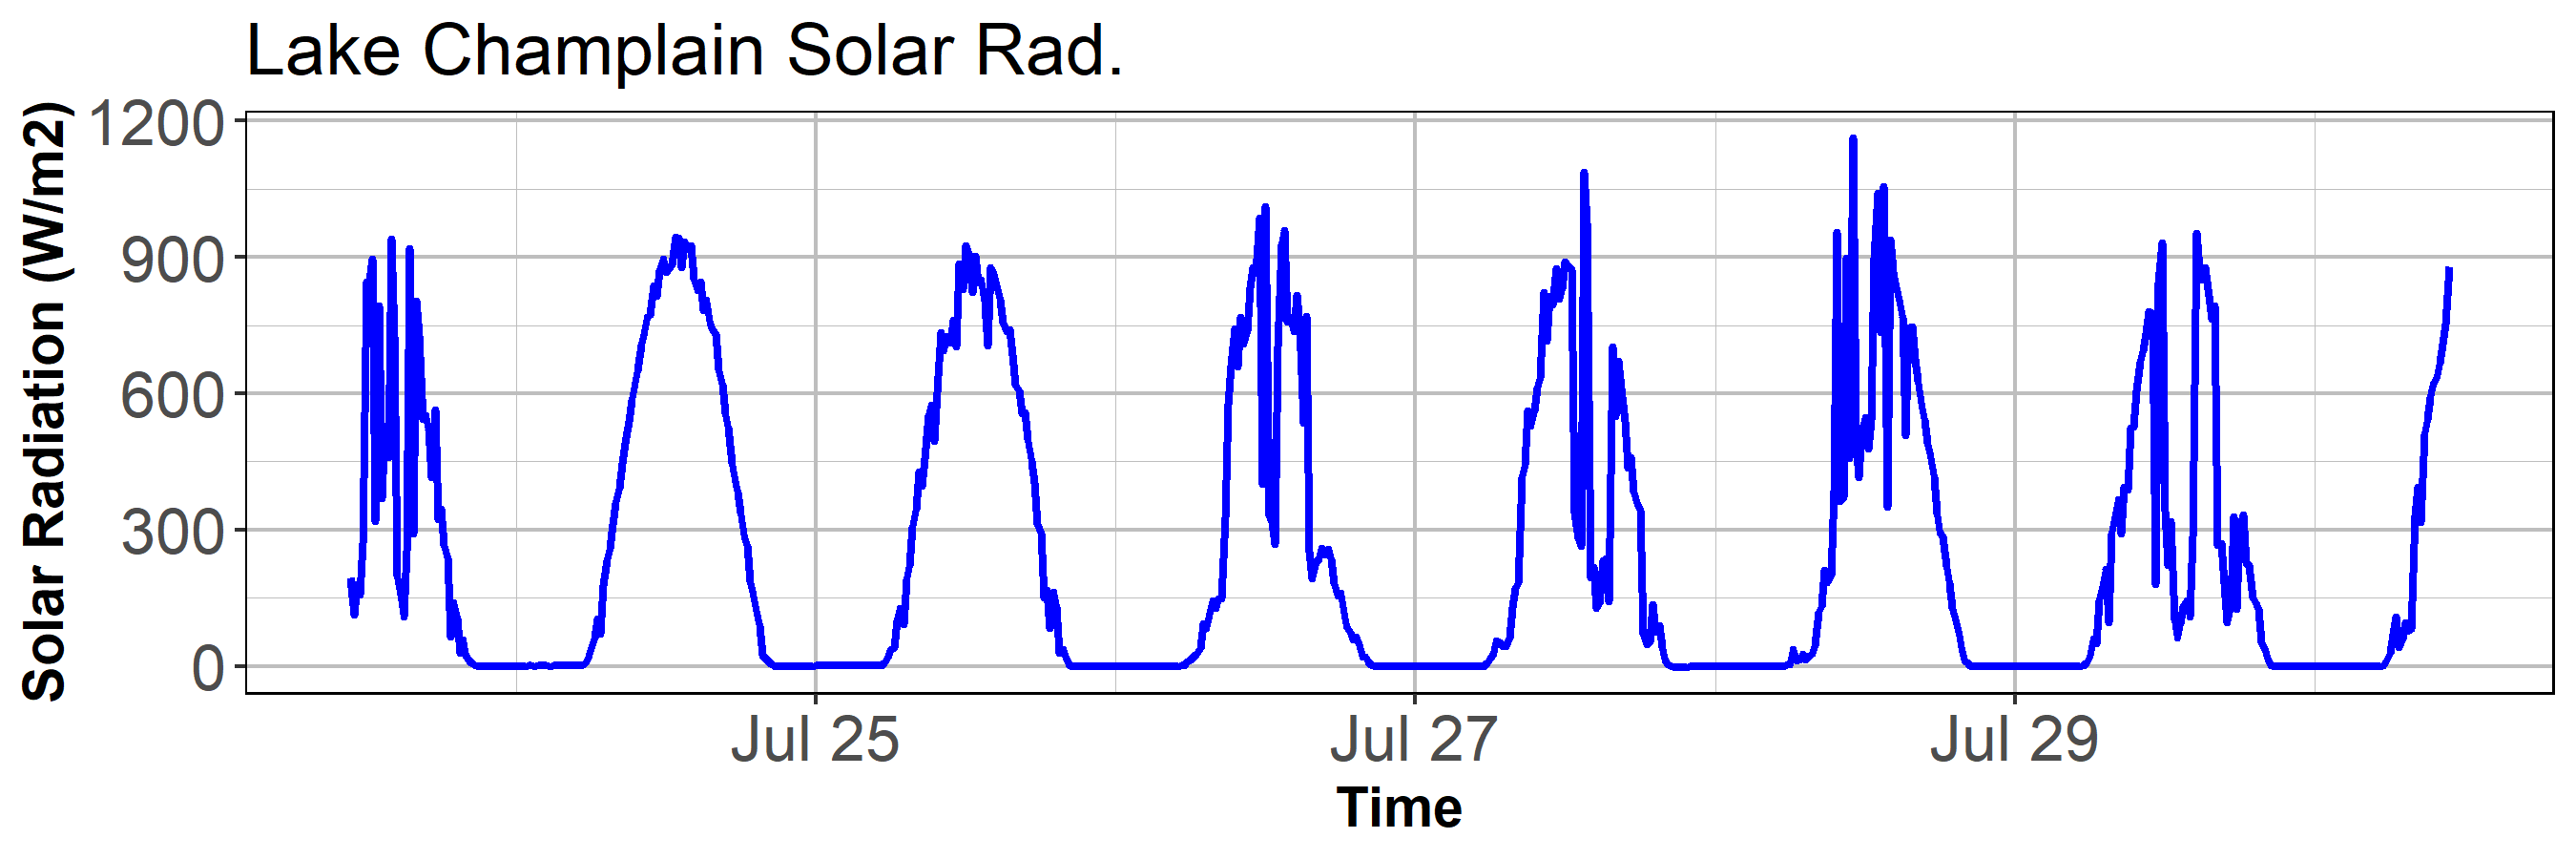 Lake Champlain Solar Rad.
Solar Radiation (W/m2)
1200
900
600
300
0
Jul 25
Jul 27
Jul 29
Time